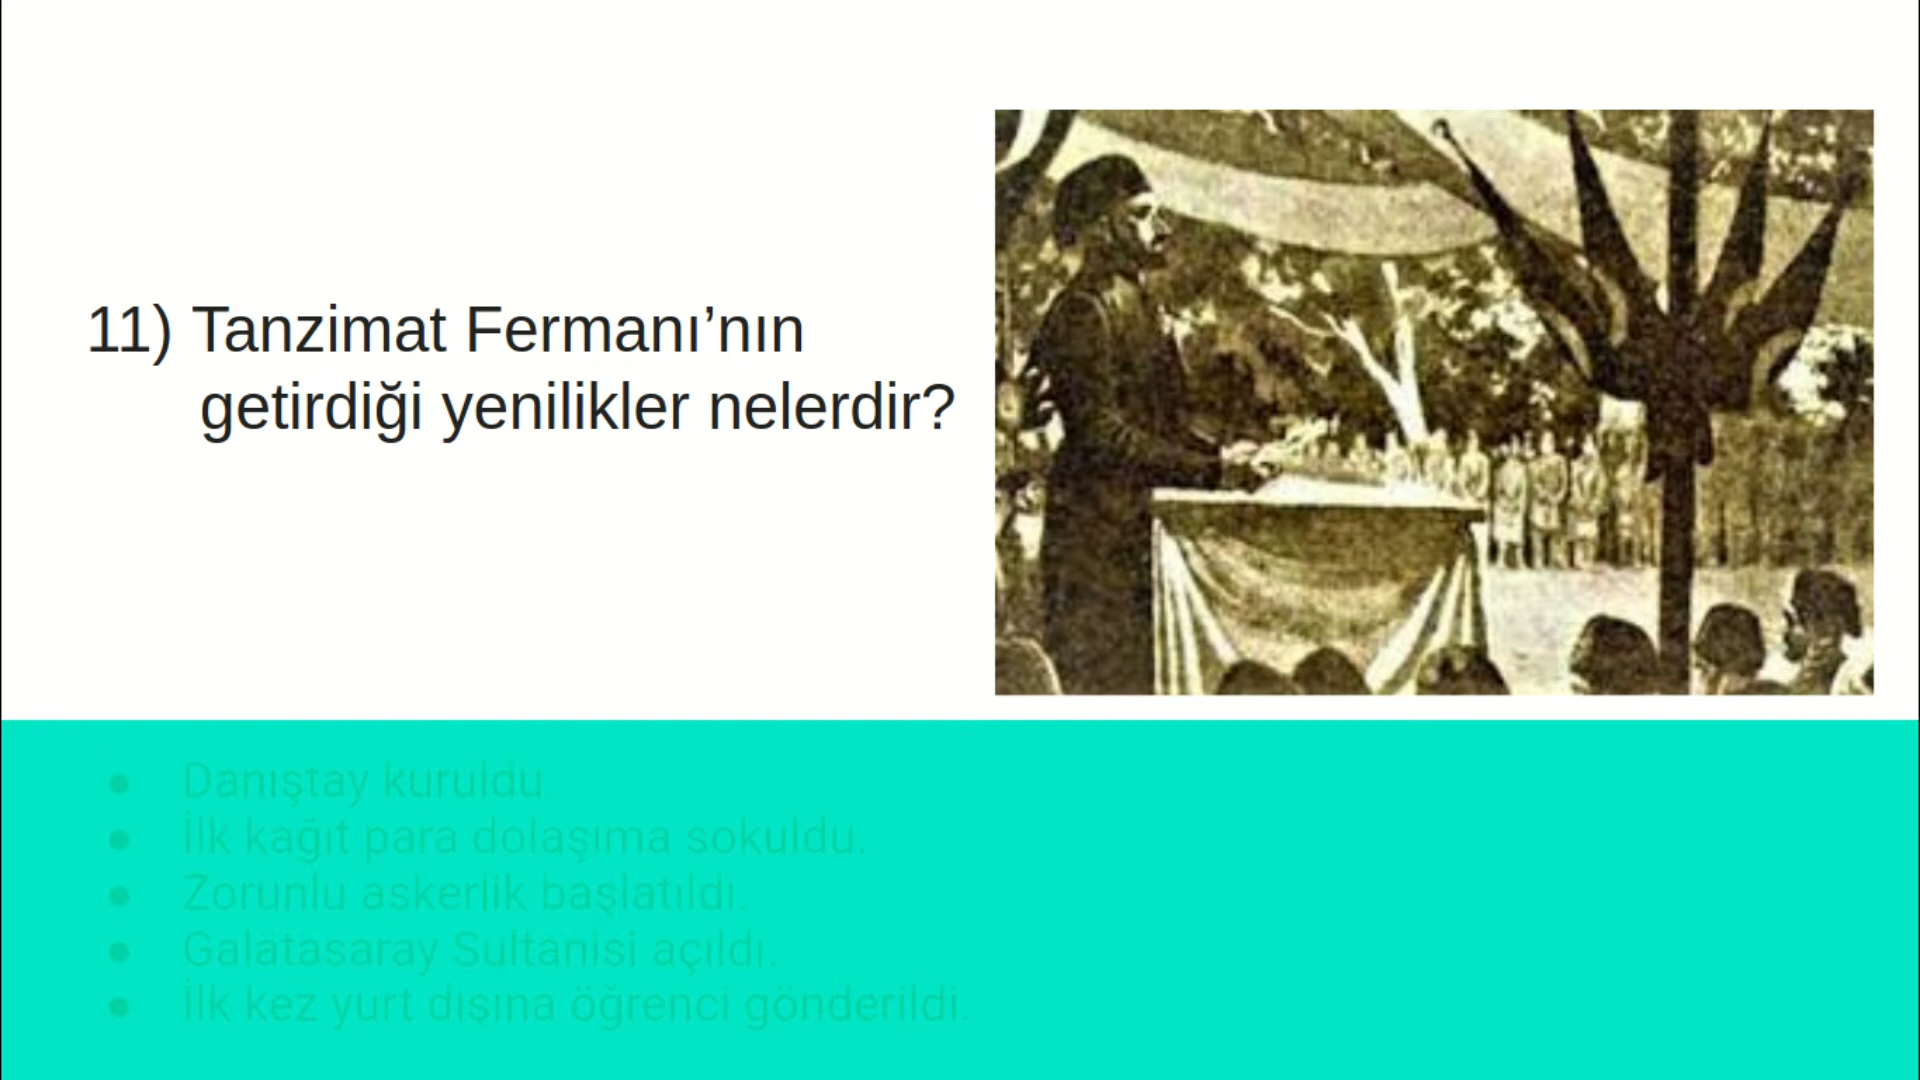 11) Tanzimat Fermanı’nın
getirdiği yenilikler nelerdir?
● Danıştay kuruldu.
● İlk kağıt para dolaşıma sokuldu.
● Zorunlu askerlik başlatıldı.
● Galatasaray Sultanisi açıldı.
● İlk kez yurt dışına öğrenci gönderildi.